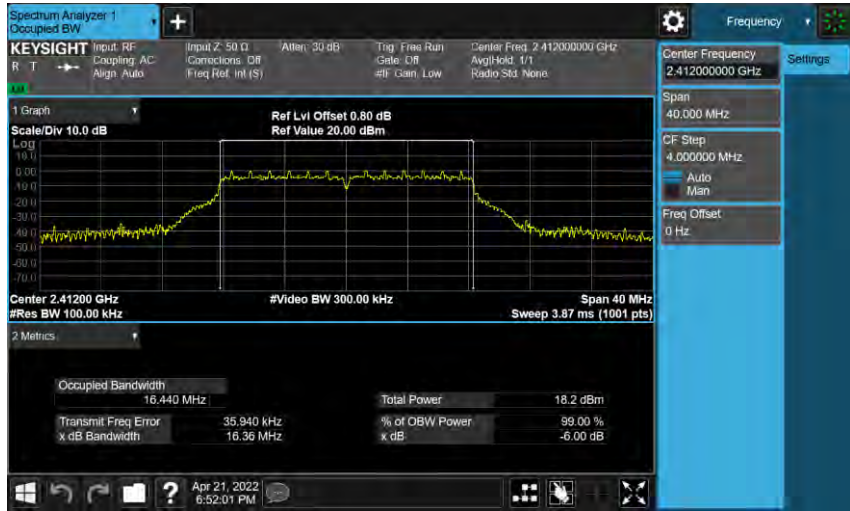 Spectrum Analyzer 1
Occupied BW
+
Frequency
KEYSIGHT
R T
Input: RF
Coupling: AC
Align: Auto
Input Z: 50 Ω
Corrections: Off
Freq Ref: Int (S)
Atten: 30 dB
Trig: Free Run
Gate: Off
#IF Gain: Low
Center Freq: 2.412000000 GHz
Avg|Hold: 1/1
Radio Std: None
Center Frequency
2.412000000 GHz
Settings
Span
40.000 MHz
CF Step
4.000000 MHz
Auto
Man
Freq Offset
0 Hz
1 Graph
Scale/Div 10.0 dB
Ref Lvl Offset 0.80 dB
Ref Value 20.00 dBm
Log
10.0
0.00
-10.0
-20.0
-30.0
-40.0
-50.0
-60.0
-70.0
Center 2.41200 GHz
#Res BW 100.00 kHz
#Video BW 300.00 kHz
Span 40 MHz
Sweep 3.87 ms (1001 pts)
2 Metrics
Occupied Bandwidth
16.440 MHz
Transmit Freq Error 35.940 kHz
x dB Bandwidth 16.36 MHz
Total Power 18.2 dBm
% of OBW Power 99.00 %
x dB -6.00 dB
?
Apr 21, 2022
6:52:01 PM